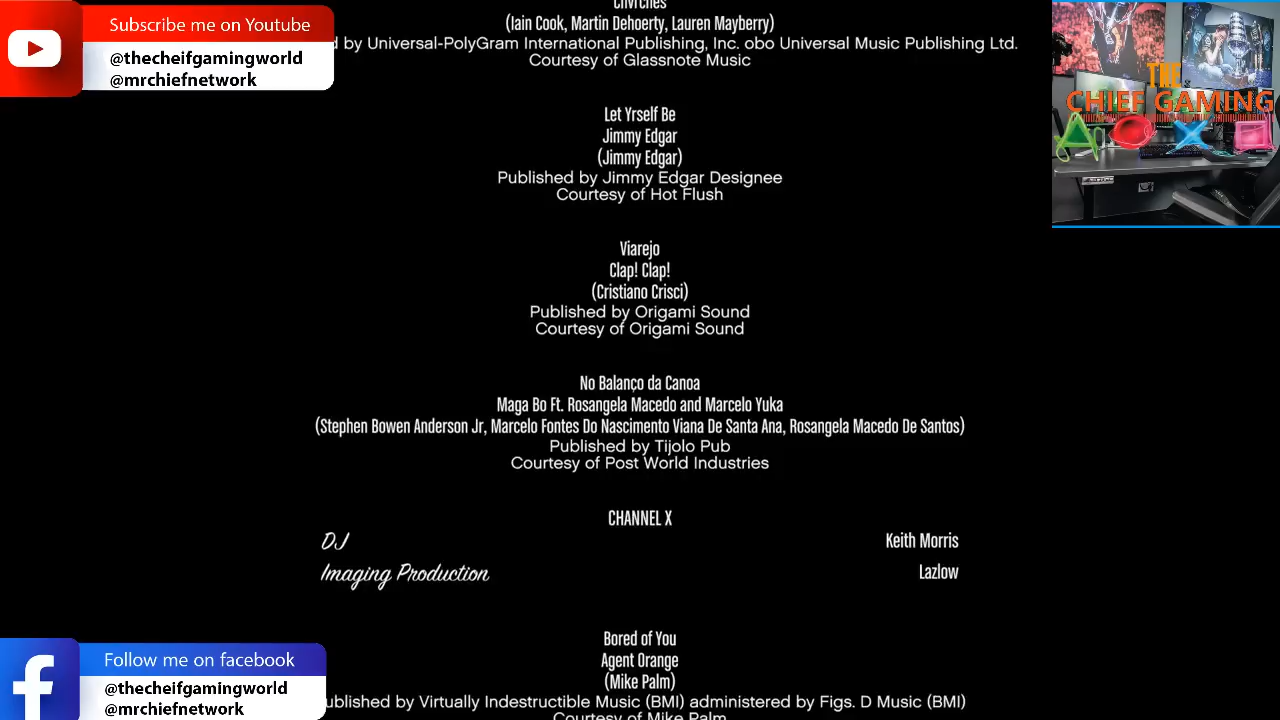 Chvrches
(Iain Cook, Martin Dehoerty, Lauren Mayberry)
d by Universal-PolyGram International Publishing, Inc. obo Universal Music Publishing Ltd.
Courtesy of Glassnote Music
Subscribe me on Youtube
@thecheifgamingworld
@mrchiefnetwork
THE
CHIEF GAMING
Let Yrself Be
Jimmy Edgar
(Jimmy Edgar)
Published by Jimmy Edgar Designee
Courtesy of Hot Flush
Viarejo
Clap! Clap!
(Cristiano Crisci)
Published by Origami Sound
Courtesy of Origami Sound
No Balanço da Canoa
Maga Bo Ft. Rosangela Macedo and Marcelo Yuka
(Stephen Bowen Anderson Jr, Marcelo Fontes Do Nascimento Viana De Santa Ana, Rosangela Macedo De Santos)
Published by Tijolo Pub
Courtesy of Post World Industries
CHANNEL X
DJ Keith Morris
Imaging Production Lazlow
Bored of You
Agent Orange
(Mike Palm)
ublished by Virtually Indestructible Music (BMI) administered by Figs. D Music (BMI)
Courtesy of Mike Palm
Follow me on facebook
@thecheifgamingworld
@mrchiefnetwork